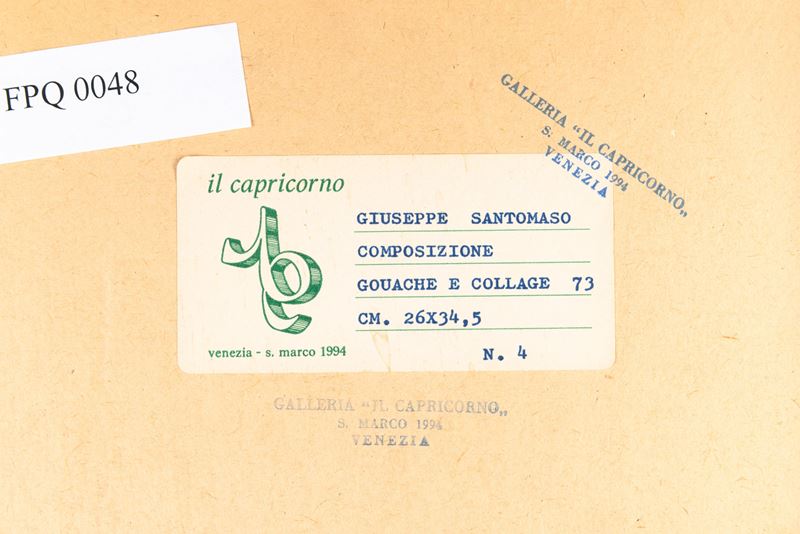 FPQ 0048
GALLERIA "IL CAPRICORNO„
S. MARCO 1994
VENEZIA
il capricorno
GIUSEPPE SANTOMASO
COMPOSIZIONE
GOUACHE E COLLAGE 73
CM. 26X34,5
venezia - s. marco 1994
N. 4
GALLERIA "IL CAPRICORNO„
S. MARCO 1994
VENEZIA